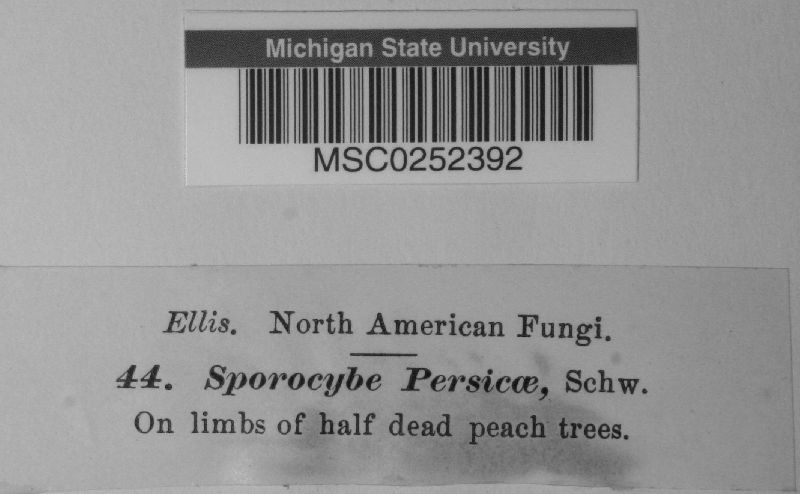 Michigan State University
MSC0252392
Ellis. North American Fungi.
44. Sporocybe Persicæ, Schw.
On limbs of half dead peach trees.